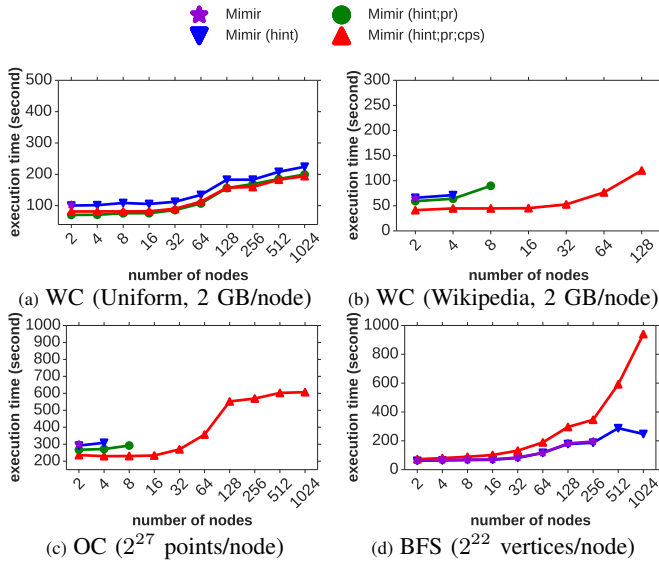 Mimir
Mimir (hint)
Mimir (hint;pr)
Mimir (hint;pr;cps)
execution time (second)
500
400
300
200
100
2 4 8 16 32 64 128 256 512 1024
number of nodes
(a) WC (Uniform, 2 GB/node)
execution time (second)
300
250
200
150
100
50
0
2 4 8 16 32 64 128
number of nodes
(b) WC (Wikipedia, 2 GB/node)
execution time (second)
1000
900
800
700
600
500
400
300
200
2 4 8 16 32 64 128 256 512 1024
number of nodes
(c) OC (2^27 points/node)
execution time (second)
1000
800
600
400
200
0
2 4 8 16 32 64 128 256 512 1024
number of nodes
(d) BFS (2^22 vertices/node)